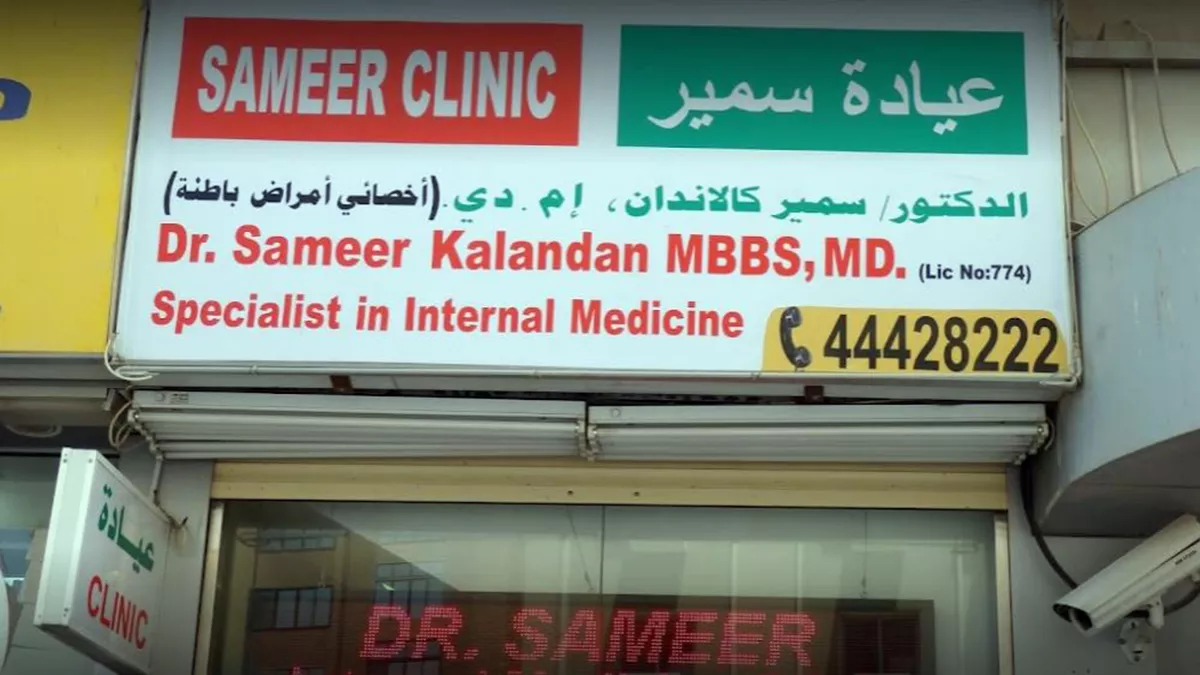 SAMEER CLINIC
عيادة سمير
الدكتور/ سمير كالاندان، إم. دي. (أخصائي أمراض باطنة)
Dr. Sameer Kalandan MBBS, MD. (Lic No:774)
Specialist in Internal Medicine
44428222
عيادة
CLINIC
DR. SAMEER